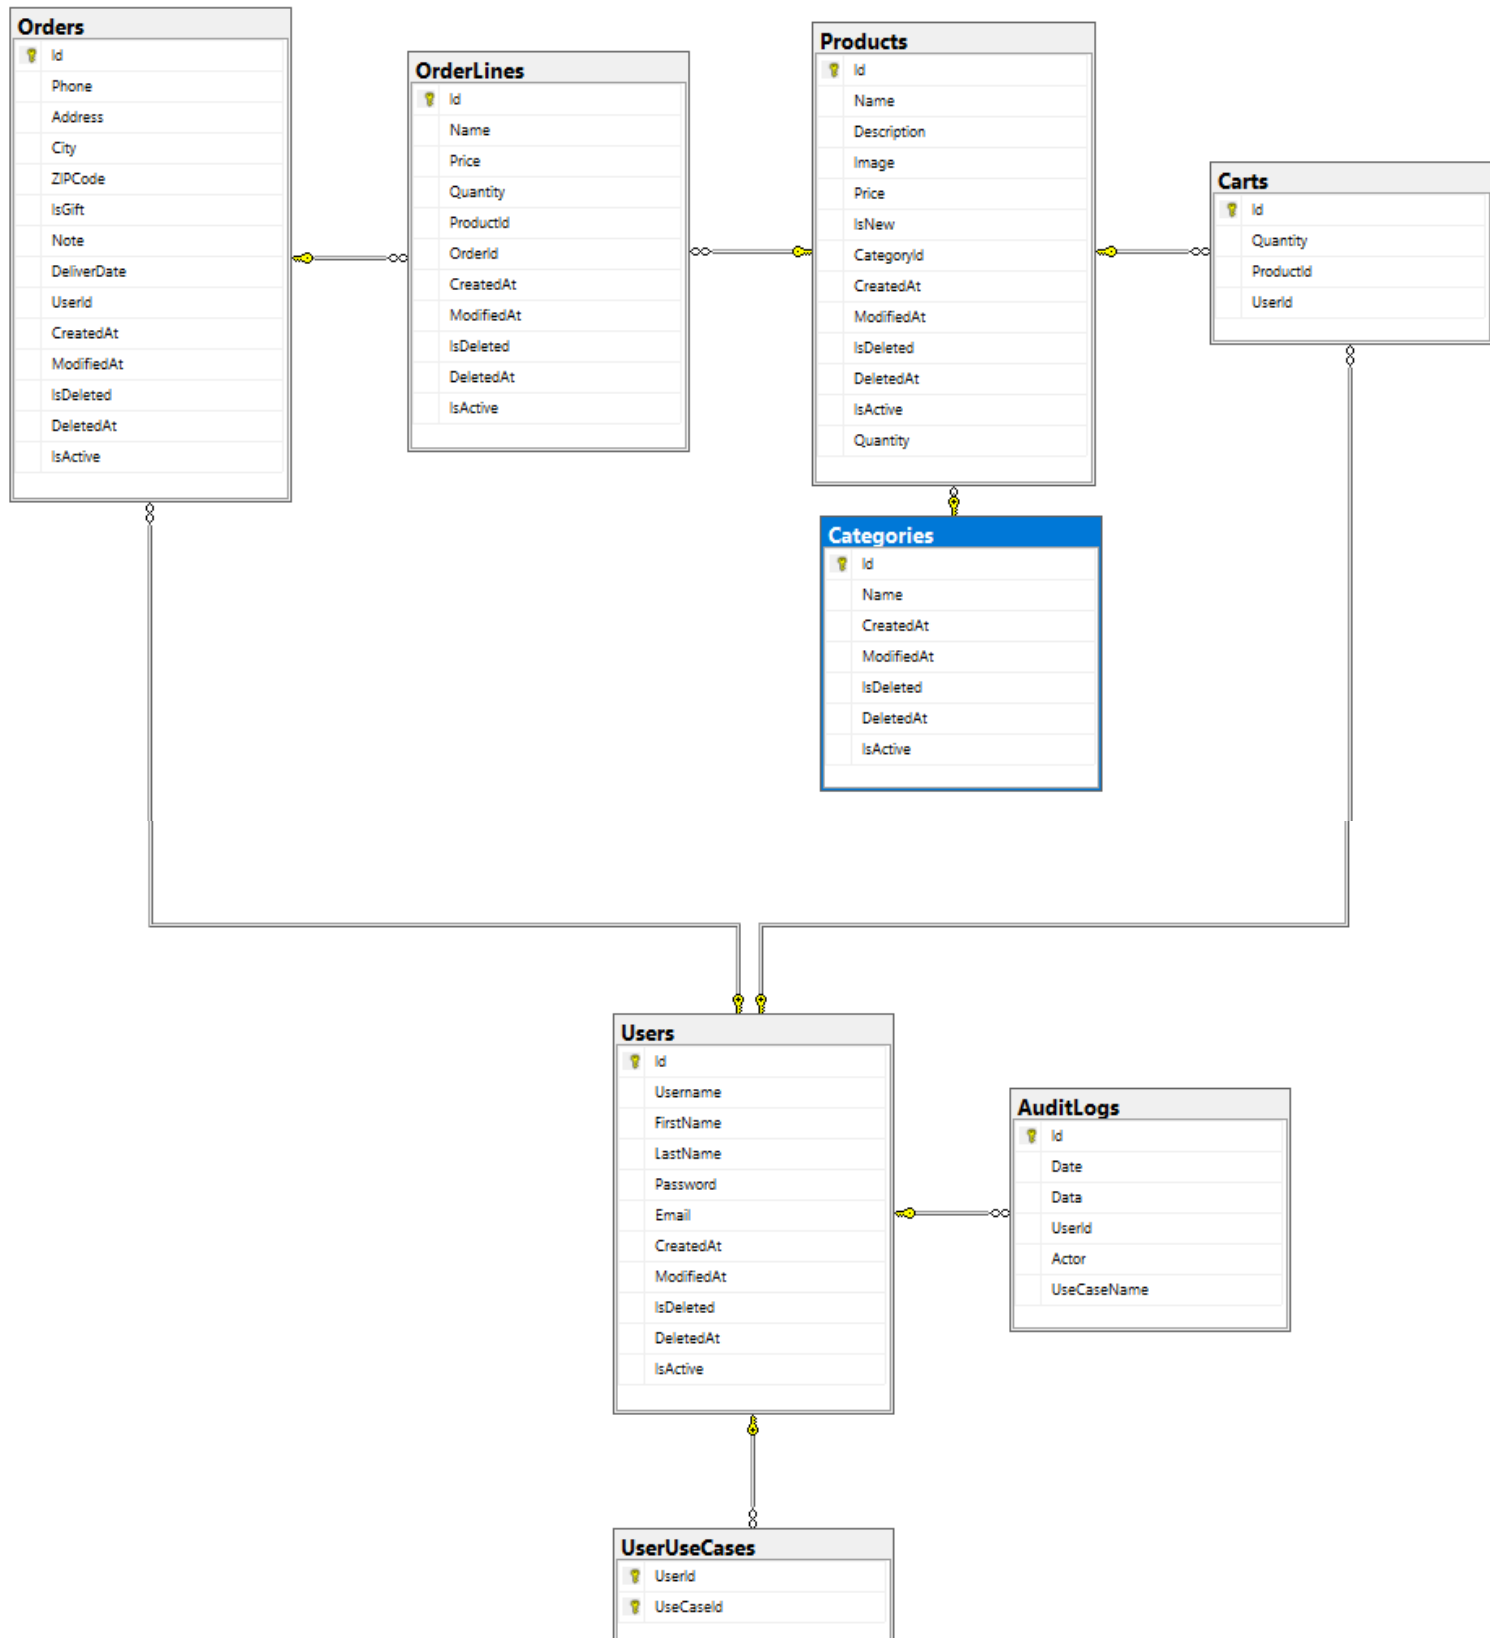 Orders
Id
Phone
Address
City
ZIPCode
IsGift
Note
DeliverDate
UserId
CreatedAt
ModifiedAt
IsDeleted
DeletedAt
IsActive
OrderLines
Id
Name
Price
Quantity
ProductId
OrderId
CreatedAt
ModifiedAt
IsDeleted
DeletedAt
IsActive
Products
Id
Name
Description
Image
Price
IsNew
CategoryId
CreatedAt
ModifiedAt
IsDeleted
DeletedAt
IsActive
Quantity
Carts
Id
Quantity
ProductId
UserId
Categories
Id
Name
CreatedAt
ModifiedAt
IsDeleted
DeletedAt
IsActive
Users
Id
Username
FirstName
LastName
Password
Email
CreatedAt
ModifiedAt
IsDeleted
DeletedAt
IsActive
AuditLogs
Id
Date
Data
UserId
Actor
UseCaseName
UserUseCases
UserId
UseCaseId